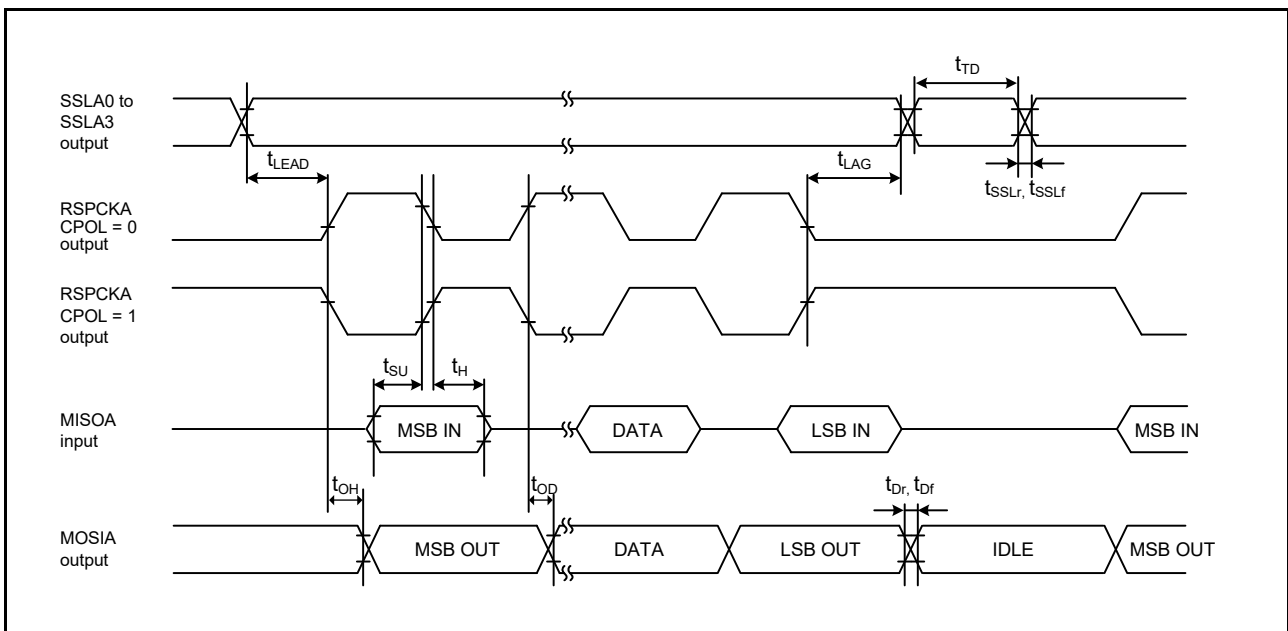 t_TD
SSLA0 to
SSLA3
output
t_LEAD
t_LAG
t_SSLr, t_SSLf
RSPCKA
CPOL = 0
output
RSPCKA
CPOL = 1
output
t_SU
t_H
MISOA
input
MSB IN
DATA
LSB IN
MSB IN
t_OH
t_OD
t_Dr, t_Df
MOSIA
output
MSB OUT
DATA
LSB OUT
IDLE
MSB OUT